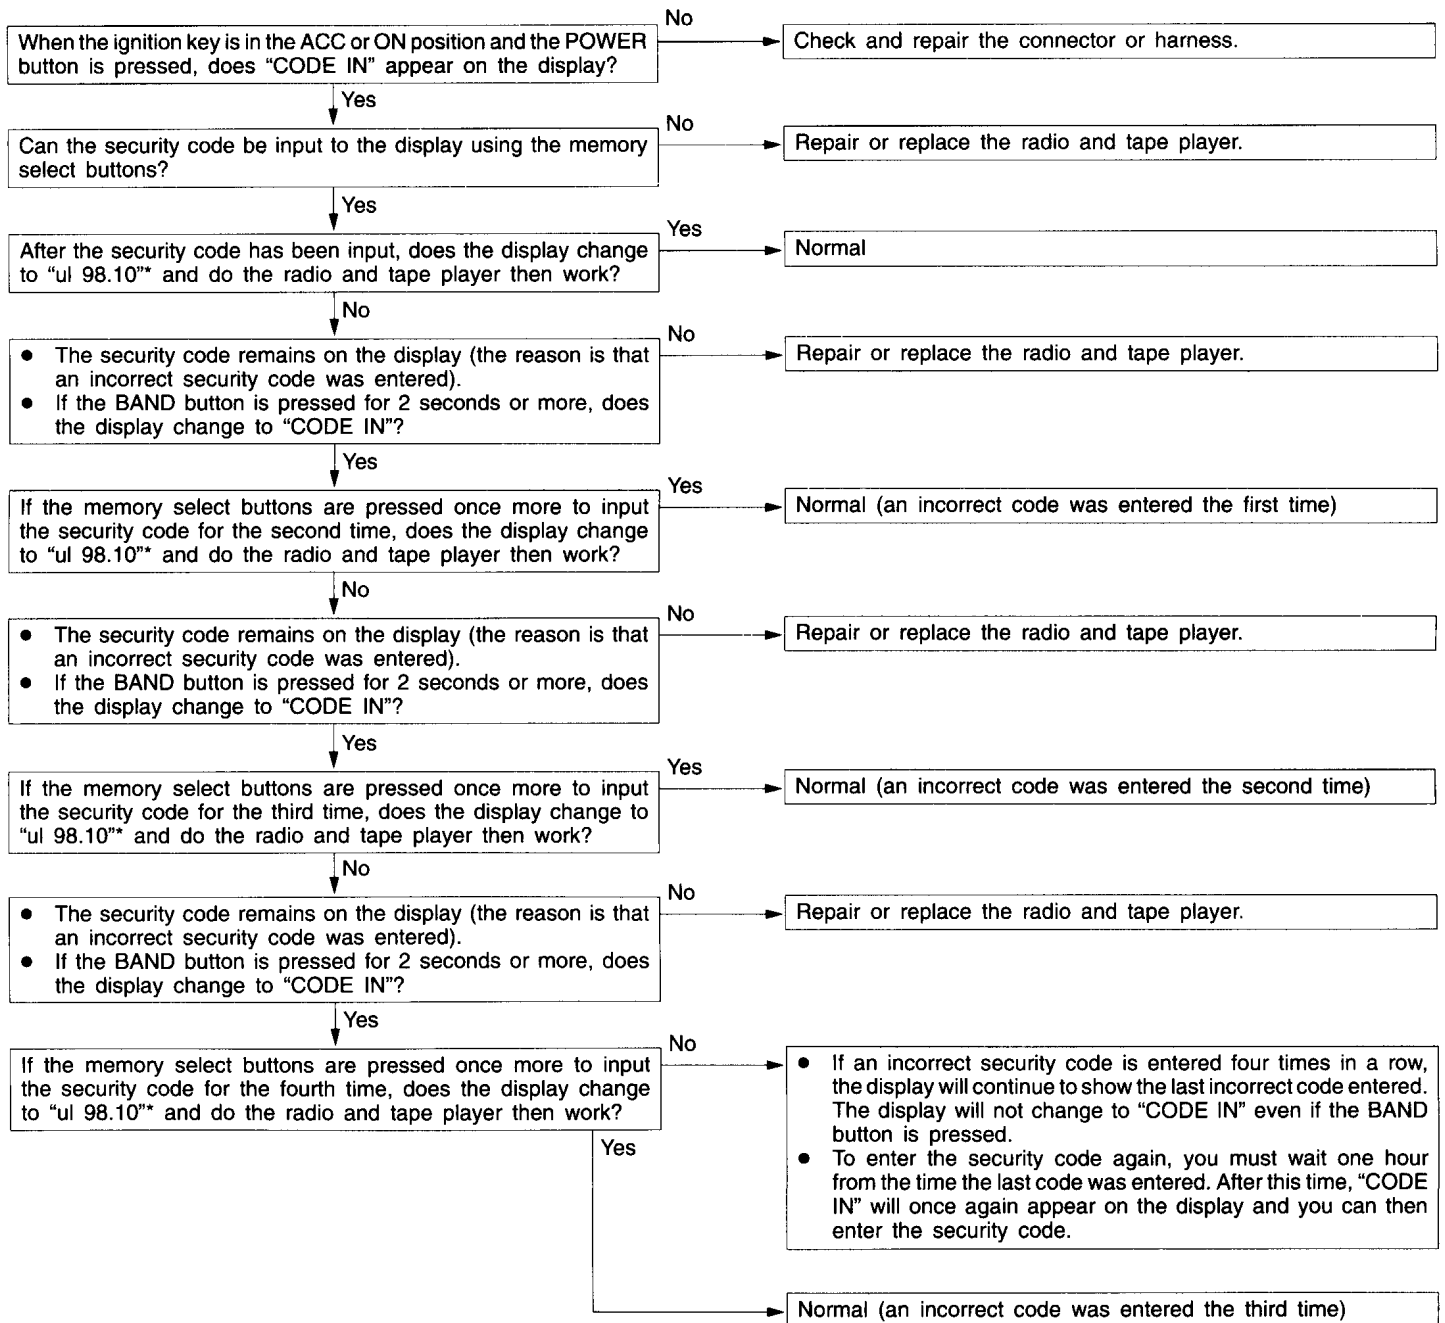 When the ignition key is in the ACC or ON position and the POWER
button is pressed, does “CODE IN” appear on the display?
No
Check and repair the connector or harness.
Yes
Can the security code be input to the display using the memory
select buttons?
No
Repair or replace the radio and tape player.
Yes
After the security code has been input, does the display change
to “ul 98.10”* and do the radio and tape player then work?
Yes
Normal
No
● The security code remains on the display (the reason is that
an incorrect security code was entered).
● If the BAND button is pressed for 2 seconds or more, does
the display change to “CODE IN”?
No
Repair or replace the radio and tape player.
Yes
If the memory select buttons are pressed once more to input
the security code for the second time, does the display change
to “ul 98.10”* and do the radio and tape player then work?
Yes
Normal (an incorrect code was entered the first time)
No
● The security code remains on the display (the reason is that
an incorrect security code was entered).
● If the BAND button is pressed for 2 seconds or more, does
the display change to “CODE IN”?
No
Repair or replace the radio and tape player.
Yes
If the memory select buttons are pressed once more to input
the security code for the third time, does the display change to
“ul 98.10”* and do the radio and tape player then work?
Yes
Normal (an incorrect code was entered the second time)
No
● The security code remains on the display (the reason is that
an incorrect security code was entered).
● If the BAND button is pressed for 2 seconds or more, does
the display change to “CODE IN”?
No
Repair or replace the radio and tape player.
Yes
If the memory select buttons are pressed once more to input
the security code for the fourth time, does the display change
to “ul 98.10”* and do the radio and tape player then work?
No
● If an incorrect security code is entered four times in a row,
the display will continue to show the last incorrect code entered.
The display will not change to “CODE IN” even if the BAND
button is pressed.
● To enter the security code again, you must wait one hour
from the time the last code was entered. After this time, “CODE
IN” will once again appear on the display and you can then
enter the security code.
Yes
Normal (an incorrect code was entered the third time)